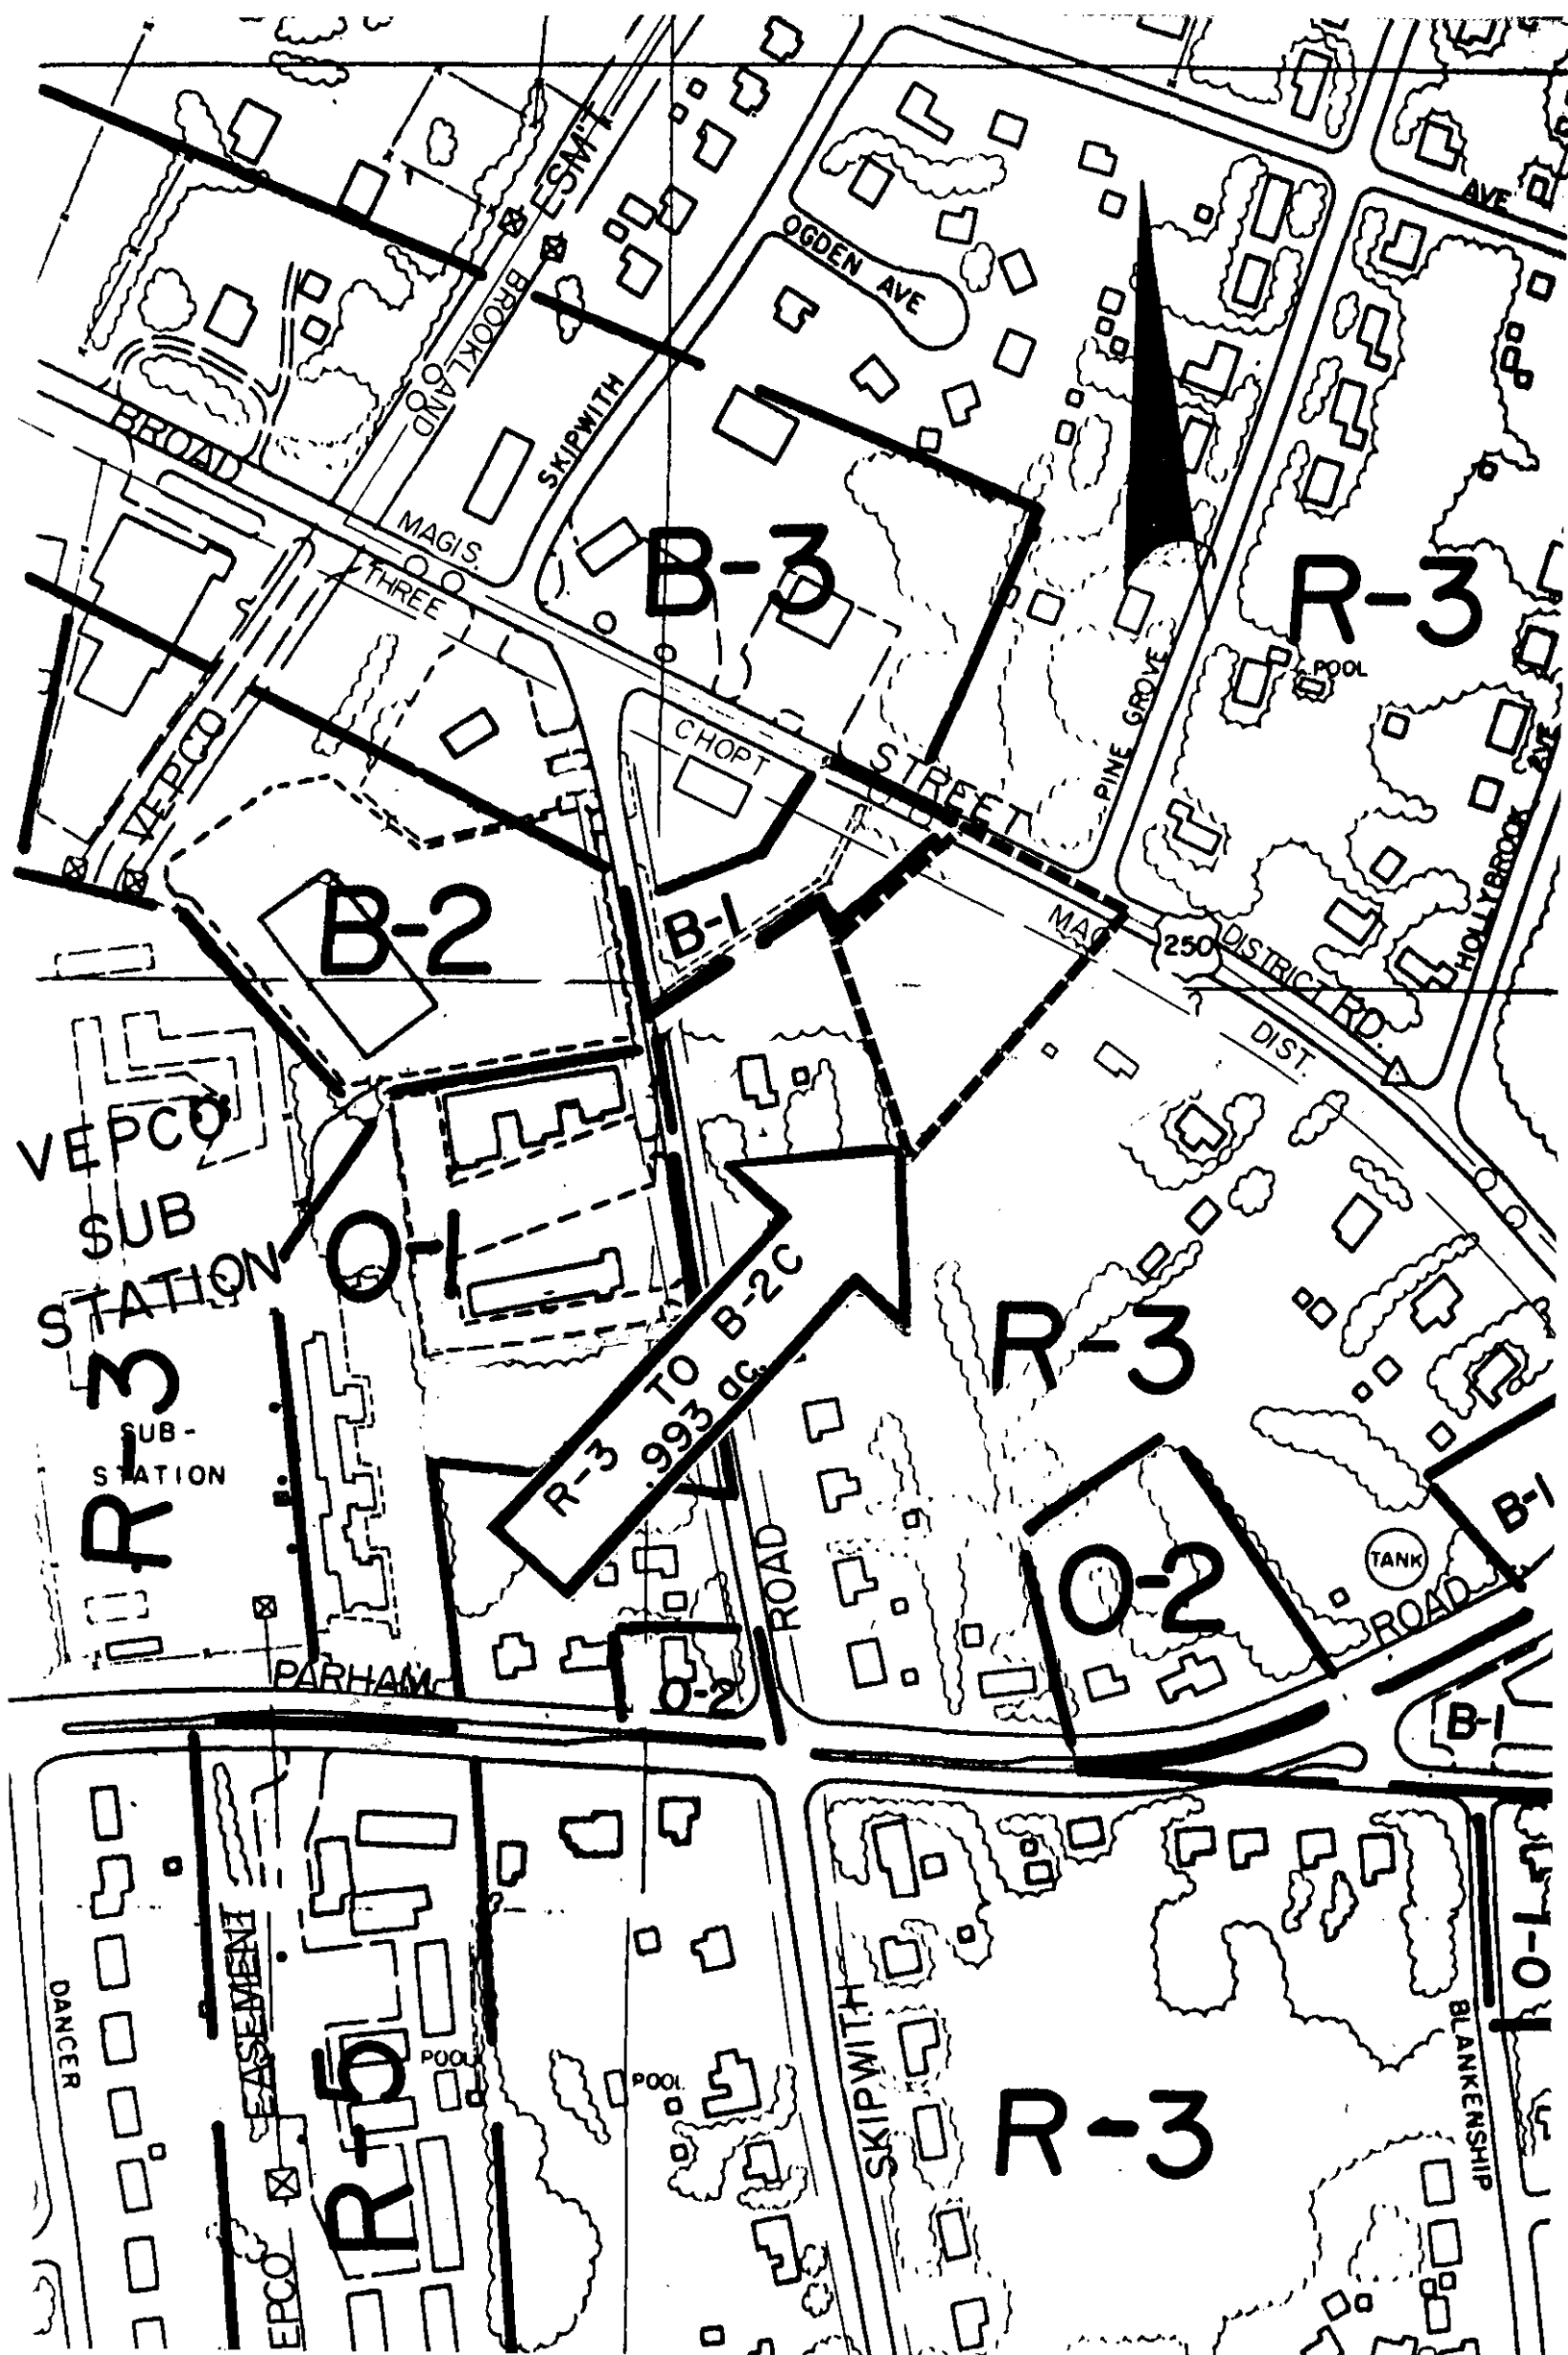 AVE
ESM'T.
OGDEN AVE
BROOKLAND
SKIPWITH
BROAD
MAGIS.
THREE
B-3
R-3
POOL
PINE GROVE
CHOPT
STREET
VEPCO
AVE
HOLLYBROOK
B-2
B-1
MAG
250
DISTRICT
RD.
DIST.
VEPCO
SUB
STATION
O-1
R-3
SUB-
STATION
R-3 TO B-2C
.993 ac.
R-3
B-1
TANK
O-2
ROAD
ROAD
PARHAM
O-2
B-1
O-1
EASEMENT
DANCER
R-5
POOL
POOL
SKIPWITH
BLANKENSHIP
R-3
EPCO